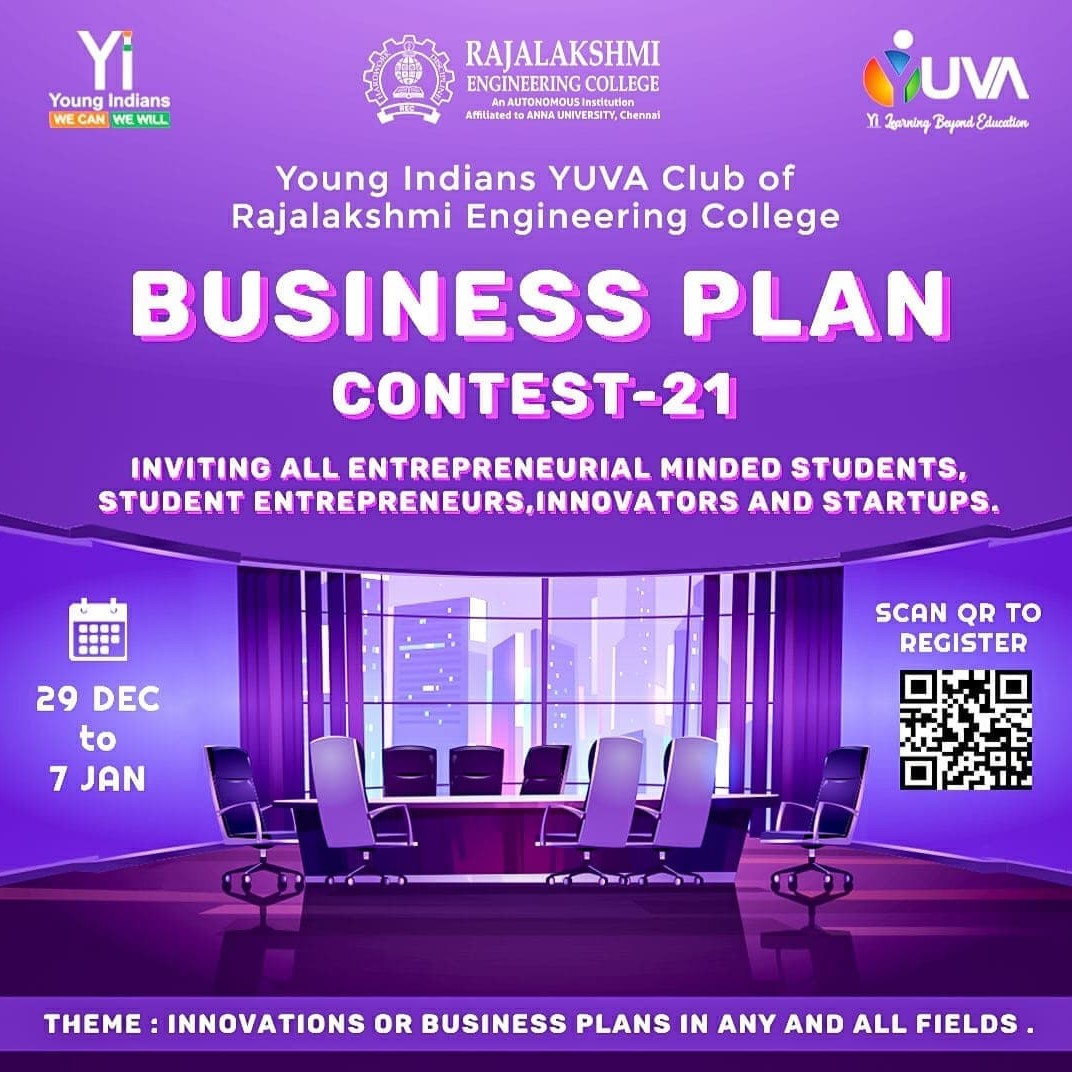 Yi
Young Indians
WE CAN WE WILL
RAJALAKSHMI
ENGINEERING COLLEGE
An AUTONOMOUS Institution
Affiliated to ANNA UNIVERSITY, Chennai
REC
YUVA
Yi Learning Beyond Education
Young Indians YUVA Club of
Rajalakshmi Engineering College
BUSINESS PLAN
CONTEST-21
INVITING ALL ENTREPRENEURIAL MINDED STUDENTS,
STUDENT ENTREPRENEURS,INNOVATORS AND STARTUPS.
29 DEC
to
7 JAN
SCAN QR TO
REGISTER
THEME : INNOVATIONS OR BUSINESS PLANS IN ANY AND ALL FIELDS .